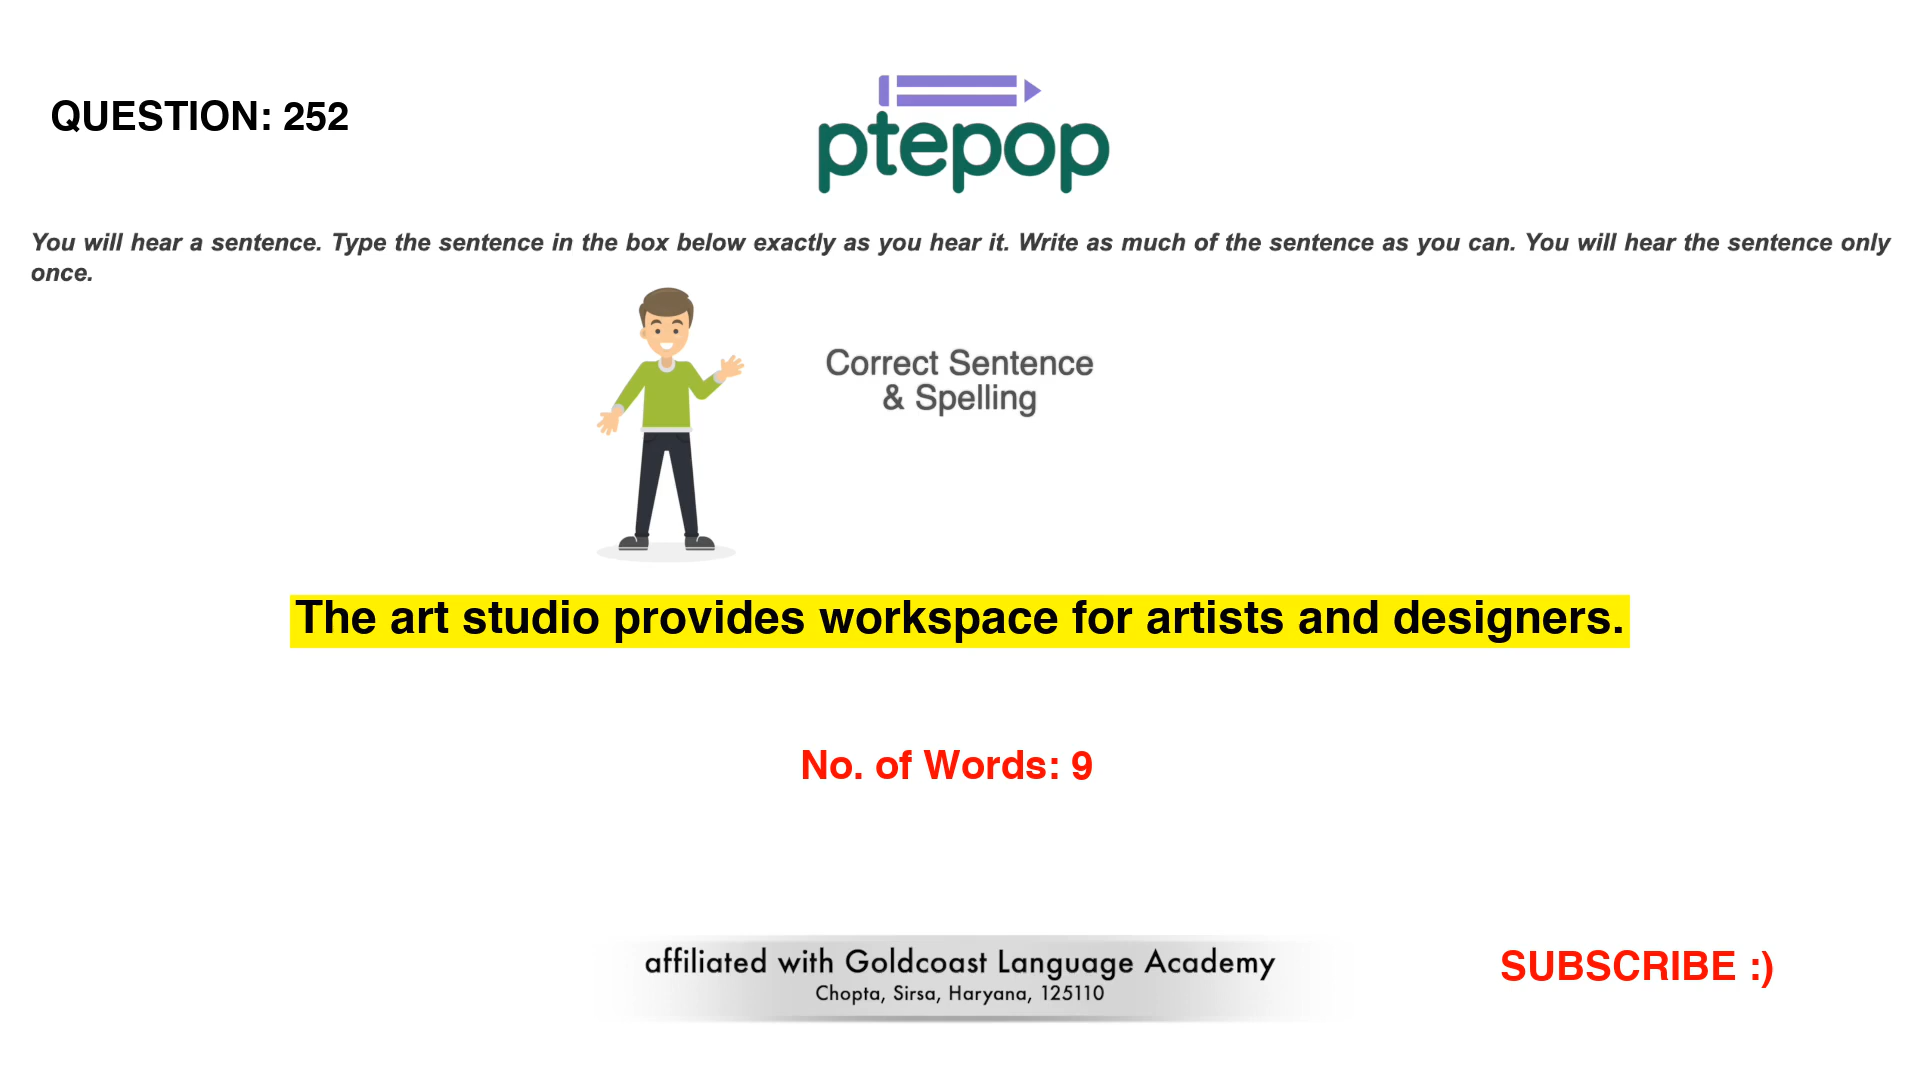 QUESTION: 252
ptepop
You will hear a sentence. Type the sentence in the box below exactly as you hear it. Write as much of the sentence as you can. You will hear the sentence only
once.
Correct Sentence
& Spelling
The art studio provides workspace for artists and designers.
No. of Words: 9
affiliated with Goldcoast Language Academy
Chopta, Sirsa, Haryana, 125110
SUBSCRIBE :)